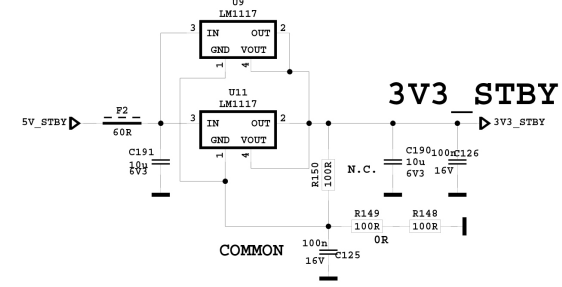 U9
LM1117
3 IN OUT 2
GND VOUT
1 4
3V3_STBY
U11
LM1117
5V_STBY F2 3 IN OUT 2 3V3_STBY
60R
GND VOUT
1 4
C191
10u
6V3
R150
100R
N.C.
C190
10u
6V3
100n C126
16V
R149 R148
100R 100R
0R
COMMON
100n
16V C125